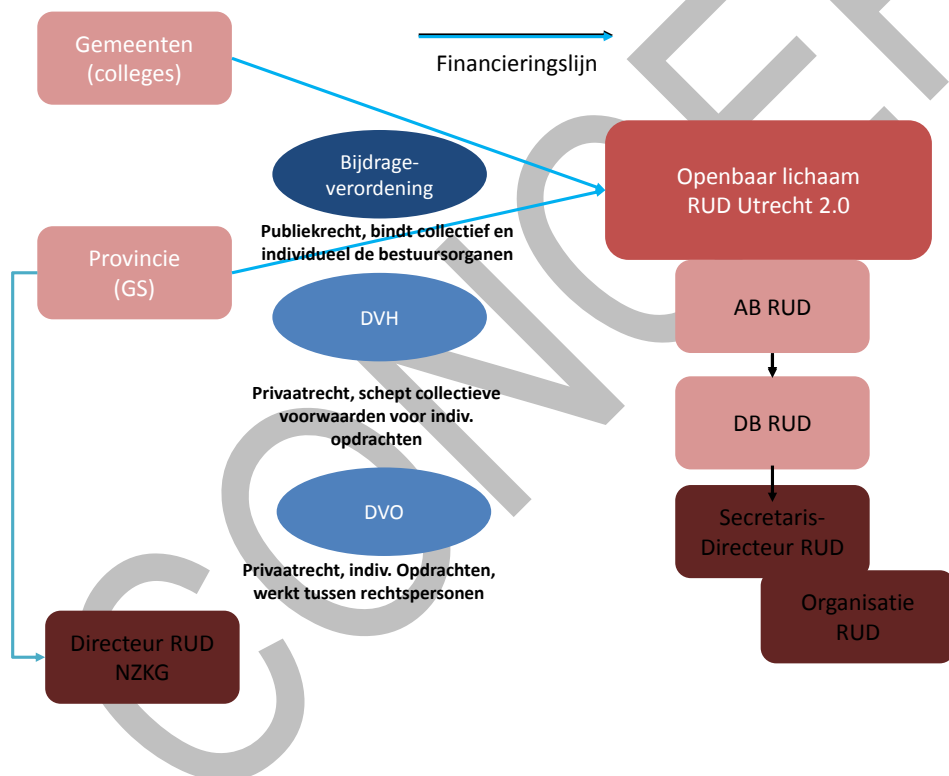 Gemeenten
(colleges)
Financieringslijn
Bijdrage-
verordening
Openbaar lichaam
RUD Utrecht 2.0
Publiekrecht, bindt collectief en
individueel de bestuursorganen
Provincie
(GS)
DVH
AB RUD
Privaatrecht, schept collectieve
voorwaarden voor indiv.
opdrachten
DB RUD
DVO
Secretaris-
Directeur RUD
Privaatrecht, indiv. Opdrachten,
werkt tussen rechtspersonen
Organisatie
RUD
Directeur RUD
NZKG
CONCEP